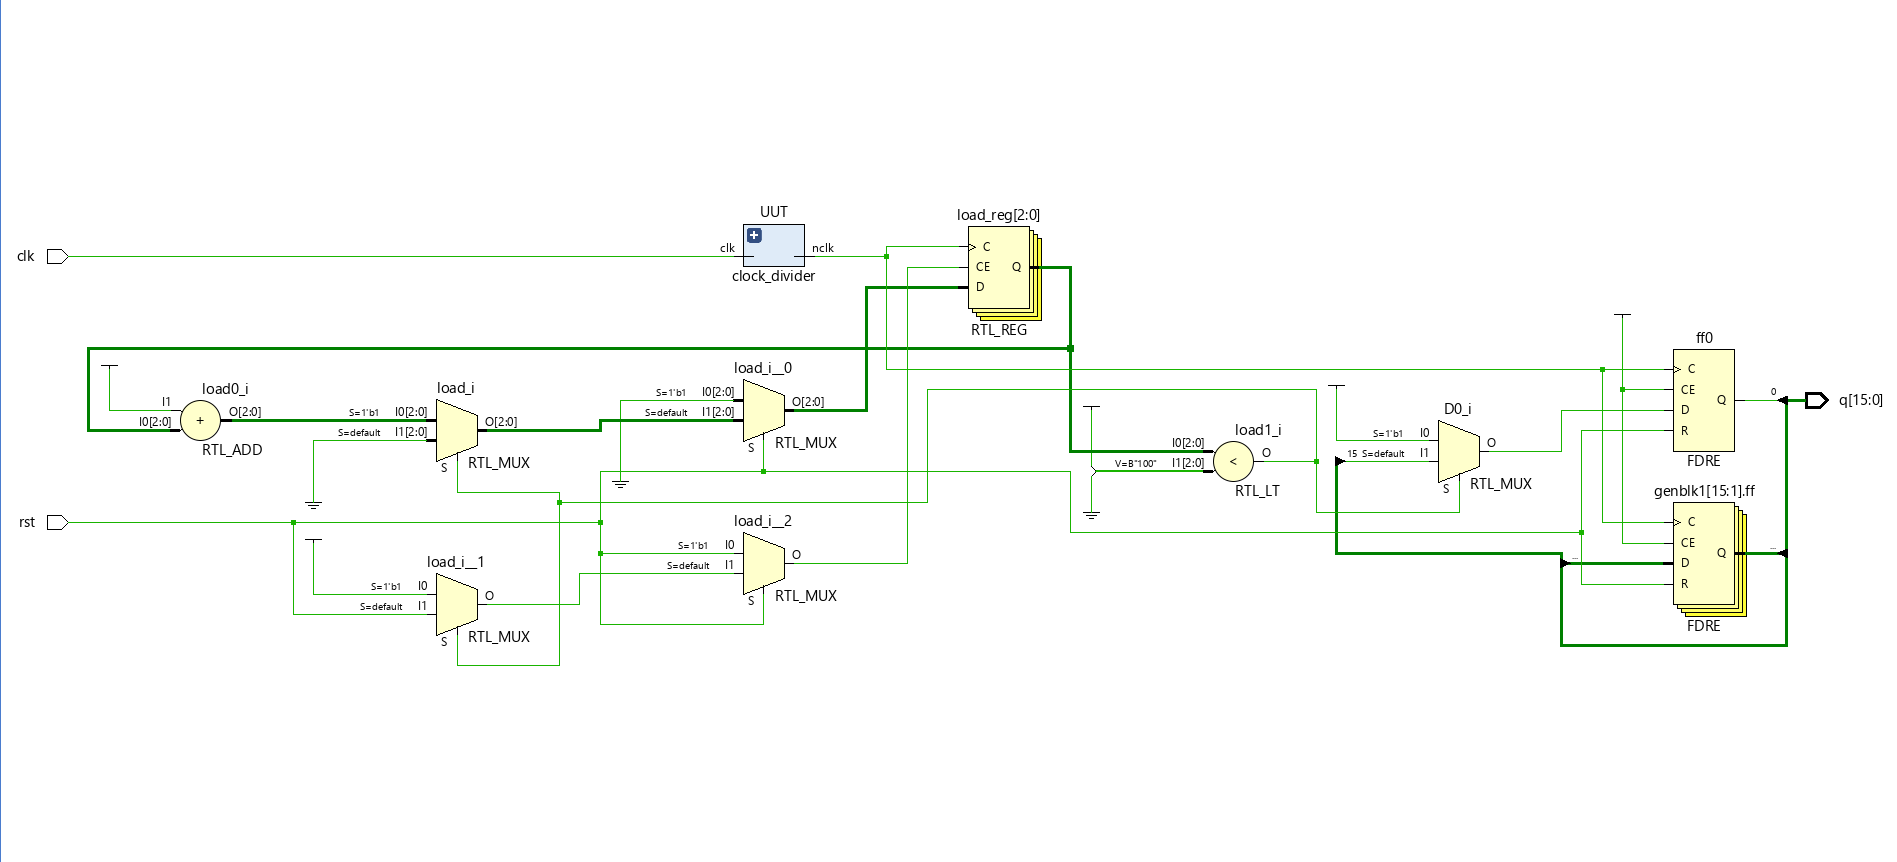 UUT
clk
nclk
clock_divider
clk
load_reg[2:0]
C
CE
Q
D
RTL_REG
load0_i
I1
I0[2:0]
+
O[2:0]
RTL_ADD
load_i
S=1'b1
I0[2:0]
S=default
I1[2:0]
O[2:0]
S
RTL_MUX
load_i__0
S=1'b1
I0[2:0]
S=default
I1[2:0]
O[2:0]
S
RTL_MUX
load1_i
I0[2:0]
V=B"100"
I1[2:0]
<
O
RTL_LT
D0_i
S=1'b1
I0
15
S=default
I1
O
S
RTL_MUX
ff0
C
CE
D
Q
R
FDRE
0
q[15:0]
genblk1[15:1].ff
C
CE
Q
D
R
FDRE
rst
load_i__1
S=1'b1
I0
S=default
I1
O
S
RTL_MUX
load_i__2
S=1'b1
I0
S=default
I1
O
S
RTL_MUX